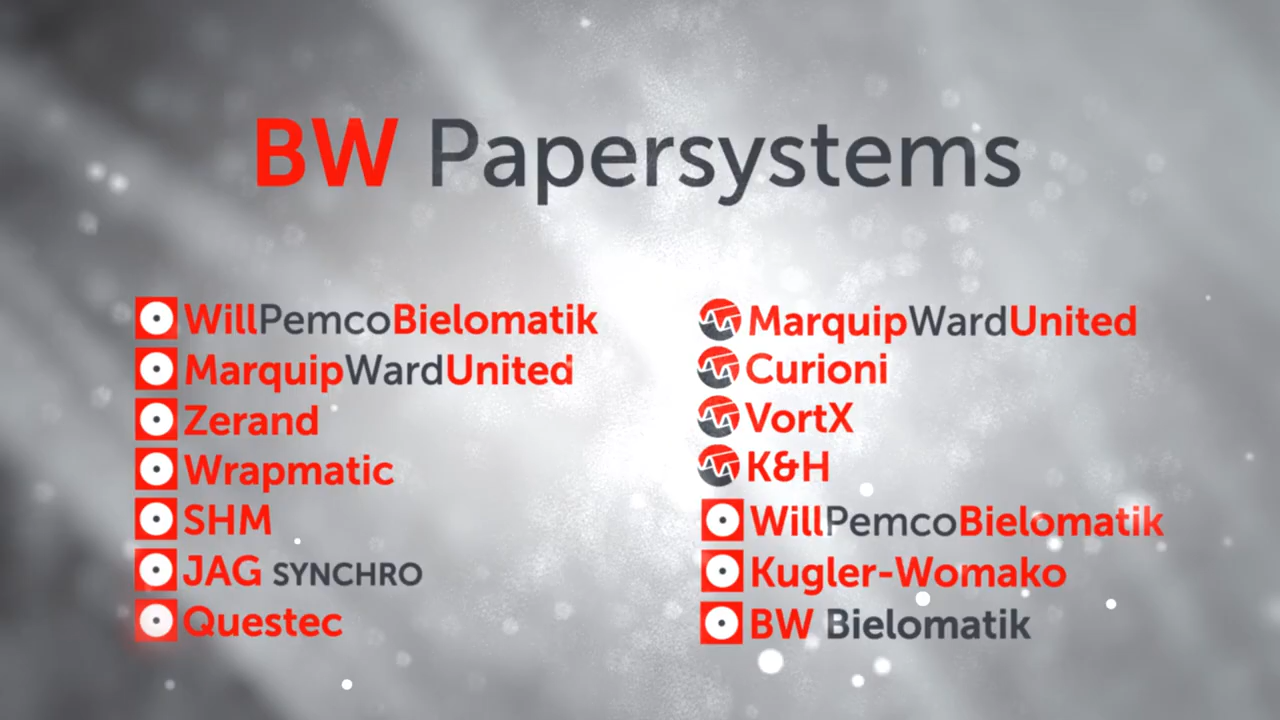 BW Papersystems
WillPemcoBielomatik
MarquipWardUnited
Zerand
Wrapmatic
SHM
JAG SYNCHRO
Questec
MarquipWardUnited
Curioni
VortX
K&H
WillPemcoBielomatik
Kugler-Womako
BW Bielomatik